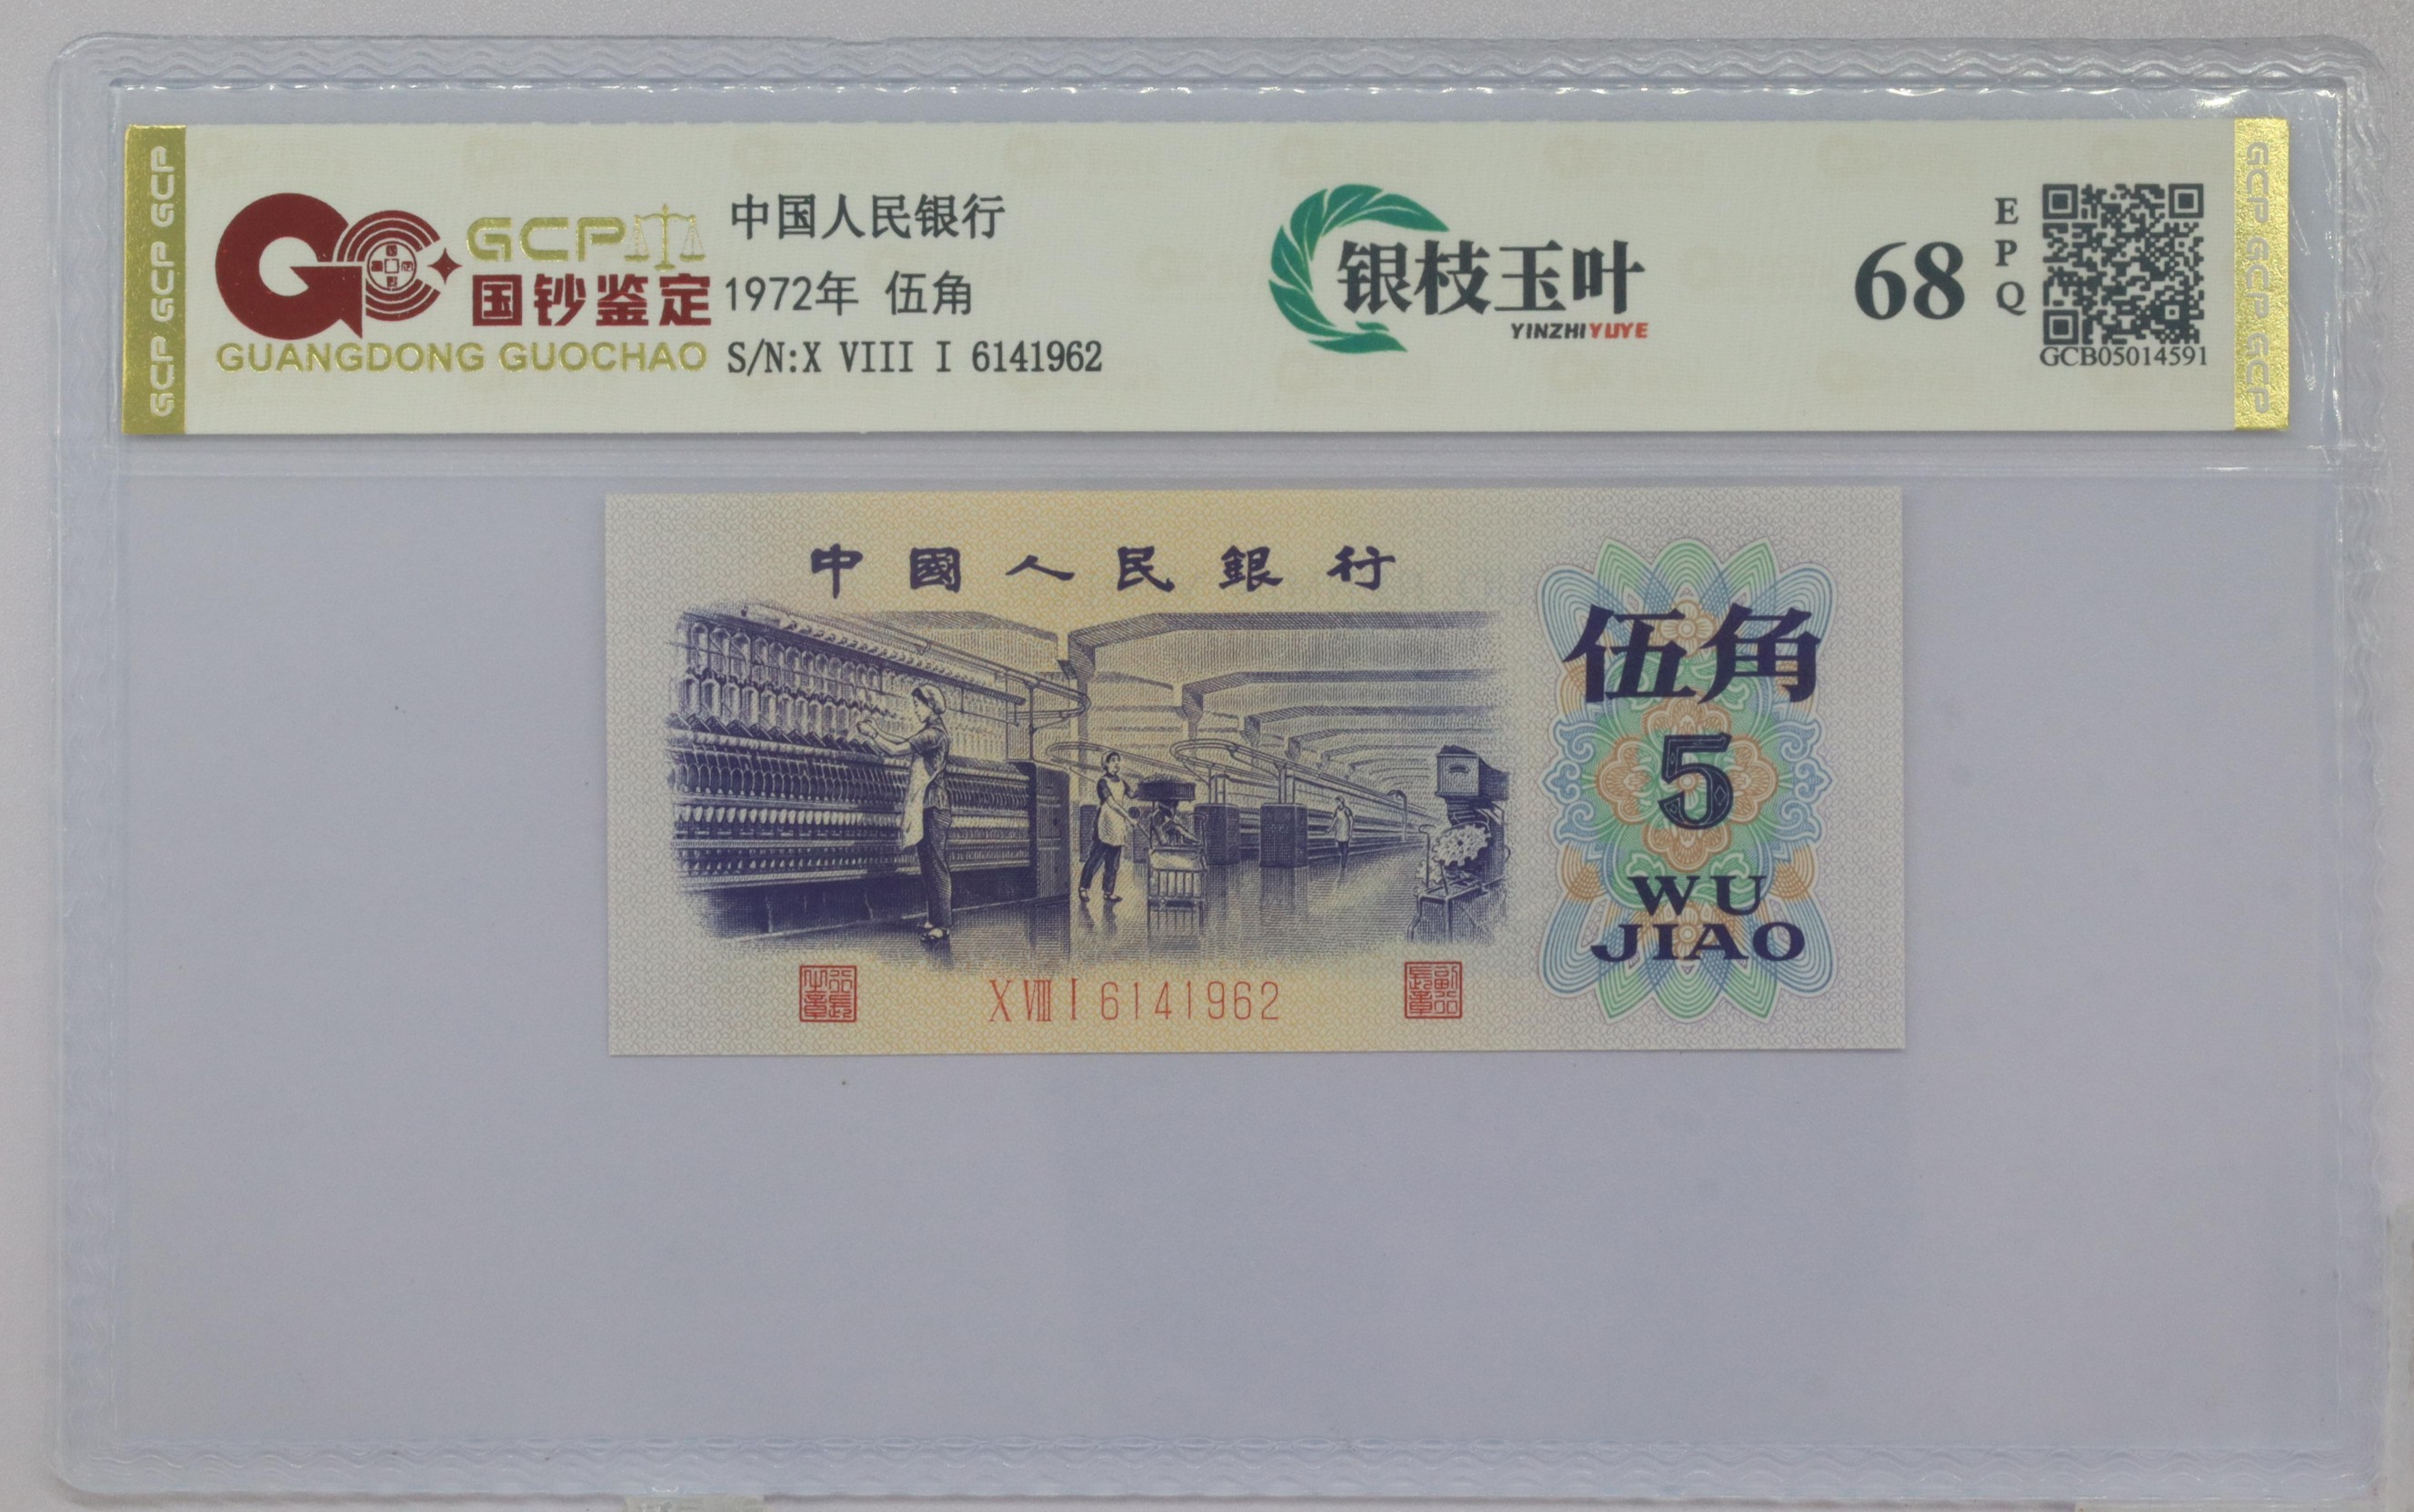 GCP GCP GCP
GCP
国钞鉴定
GUANGDONG GUOCHAO
中国人民银行
1972年 伍角
S/N:X VIII I 6141962
银枝玉叶
YINZHIYUYE
68
EPQ
GCB05014591
GCP GCP GCP
中國人民銀行
伍角
5
WU
JIAO
XⅧⅠ6141962